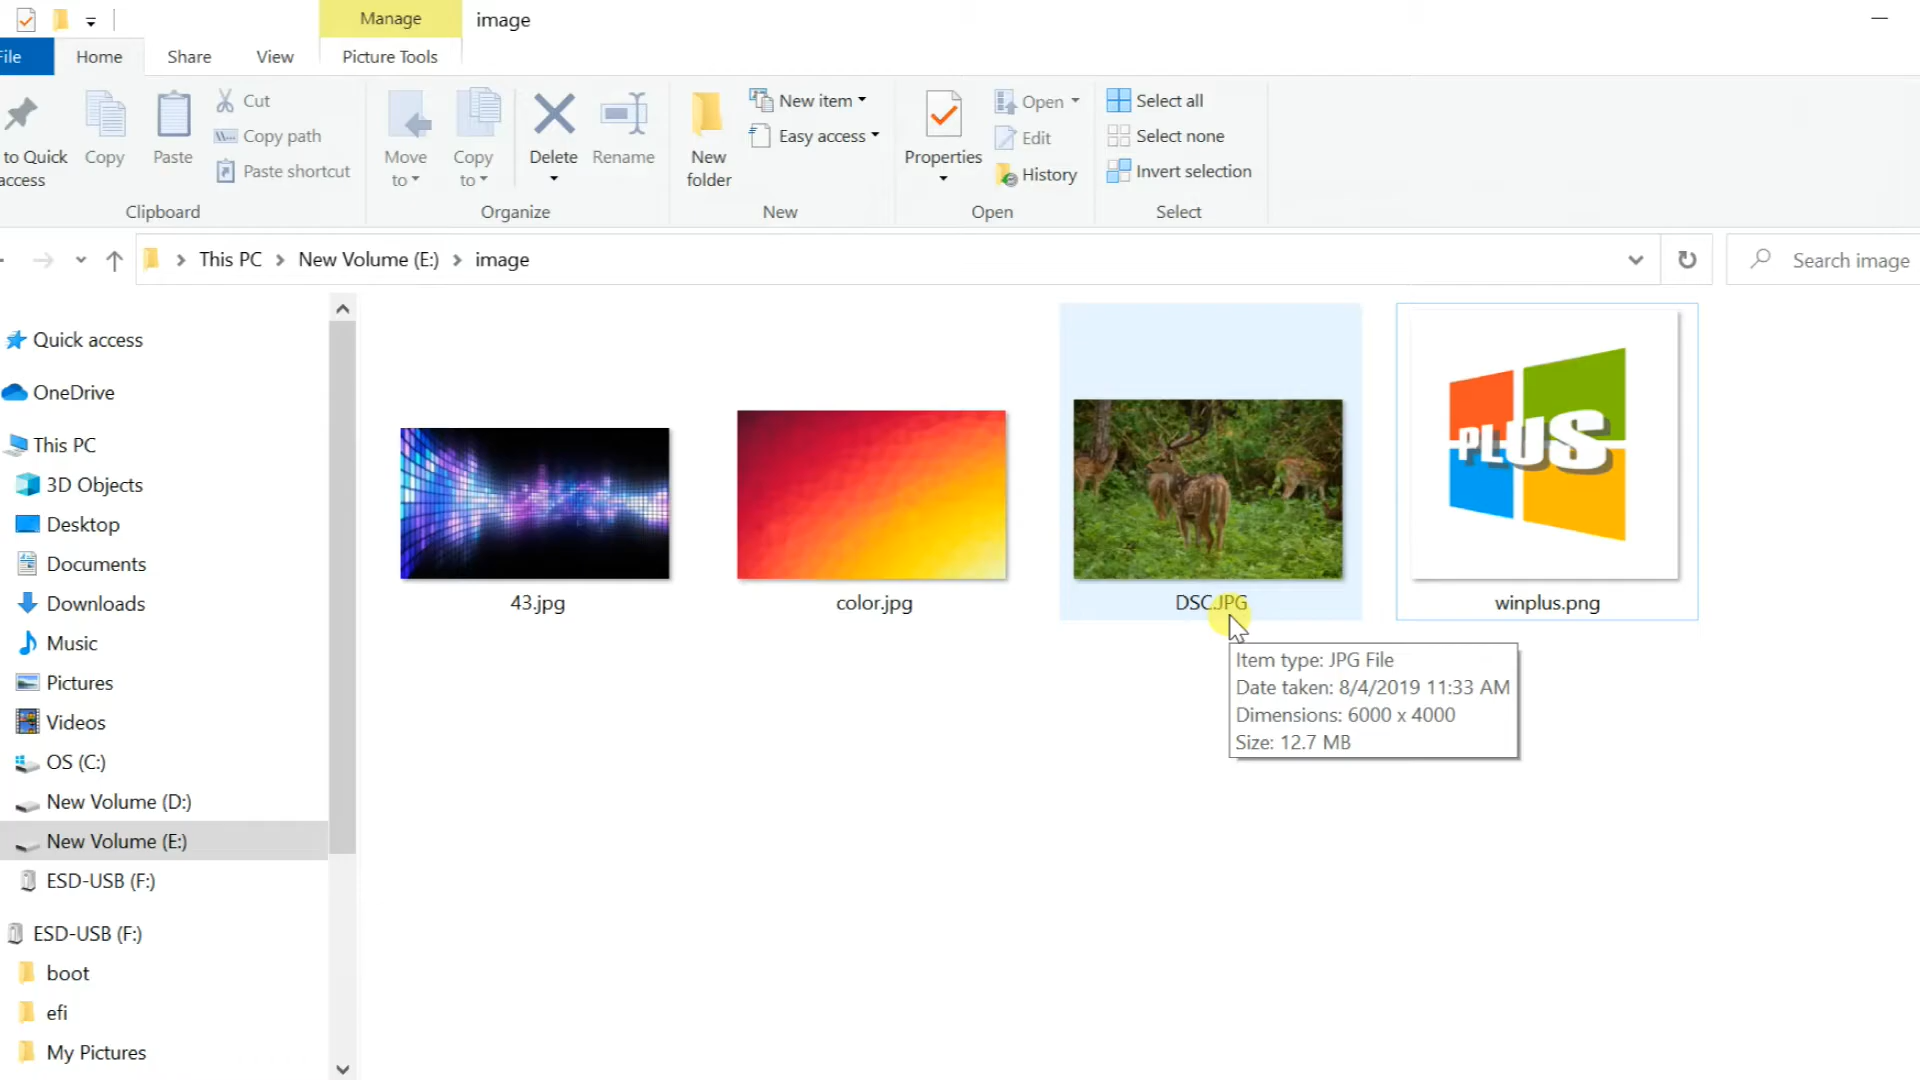 Manage
image
File
Home
Share
View
Picture Tools
to Quick
access
Copy
Paste
Cut
Copy path
Paste shortcut
Clipboard
Move
to
Copy
to
Delete
Rename
Organize
New
folder
New item
Easy access
New
Properties
Open
Edit
History
Open
Select all
Select none
Invert selection
Select
This PC
New Volume (E:)
image
Search image
Quick access
OneDrive
This PC
3D Objects
Desktop
Documents
Downloads
Music
Pictures
Videos
OS (C:)
New Volume (D:)
New Volume (E:)
ESD-USB (F:)
ESD-USB (F:)
boot
efi
My Pictures
43.jpg
color.jpg
DSC.JPG
PLUS
winplus.png
Item type: JPG File
Date taken: 8/4/2019 11:33 AM
Dimensions: 6000 x 4000
Size: 12.7 MB